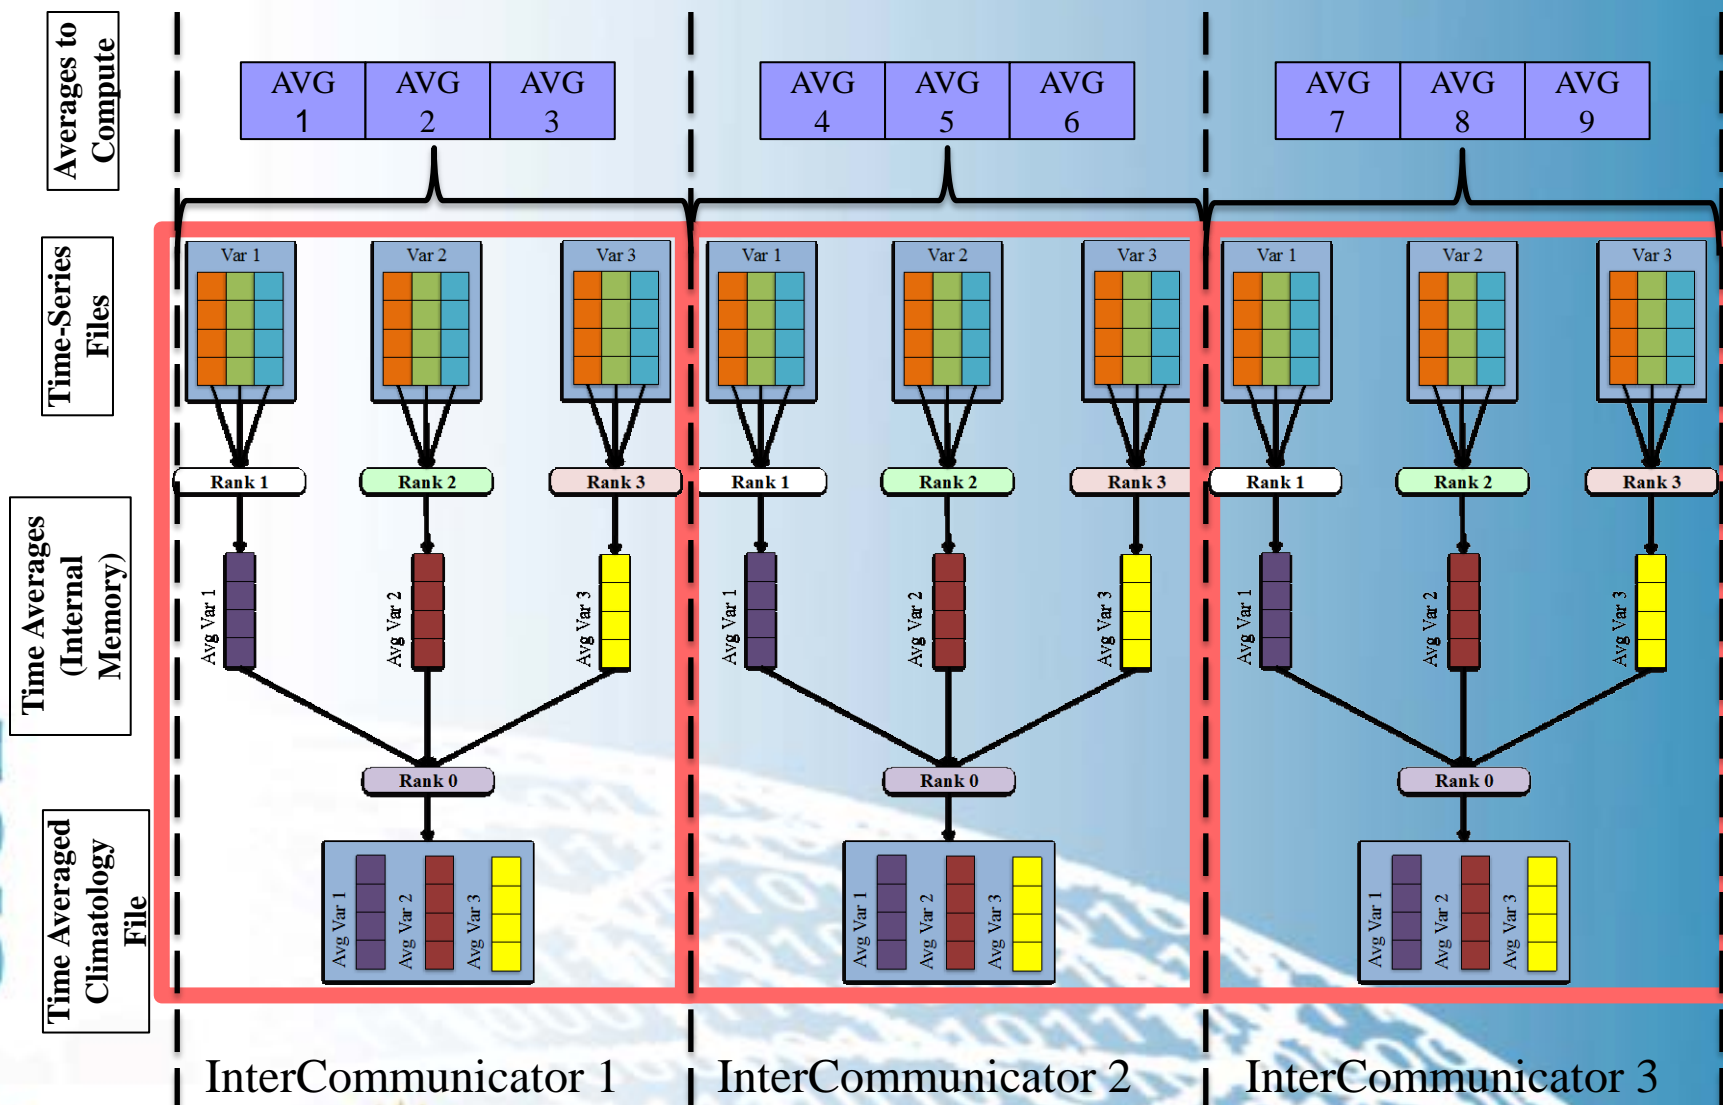 Averages to
Compute
AVG
1
AVG
2
AVG
3
AVG
4
AVG
5
AVG
6
AVG
7
AVG
8
AVG
9
Time-Series
Files
Var 1
Var 2
Var 3
Var 1
Var 2
Var 3
Var 1
Var 2
Var 3
Rank 1
Rank 2
Rank 3
Rank 1
Rank 2
Rank 3
Rank 1
Rank 2
Rank 3
Time Averages
(Internal
Memory)
Avg Var 1
Avg Var 2
Avg Var 3
Avg Var 1
Avg Var 2
Avg Var 3
Avg Var 1
Avg Var 2
Avg Var 3
Rank 0
Rank 0
Rank 0
Time Averaged
Climatology
File
Avg Var 1
Avg Var 2
Avg Var 3
Avg Var 1
Avg Var 2
Avg Var 3
Avg Var 1
Avg Var 2
Avg Var 3
InterCommunicator 1
InterCommunicator 2
InterCommunicator 3